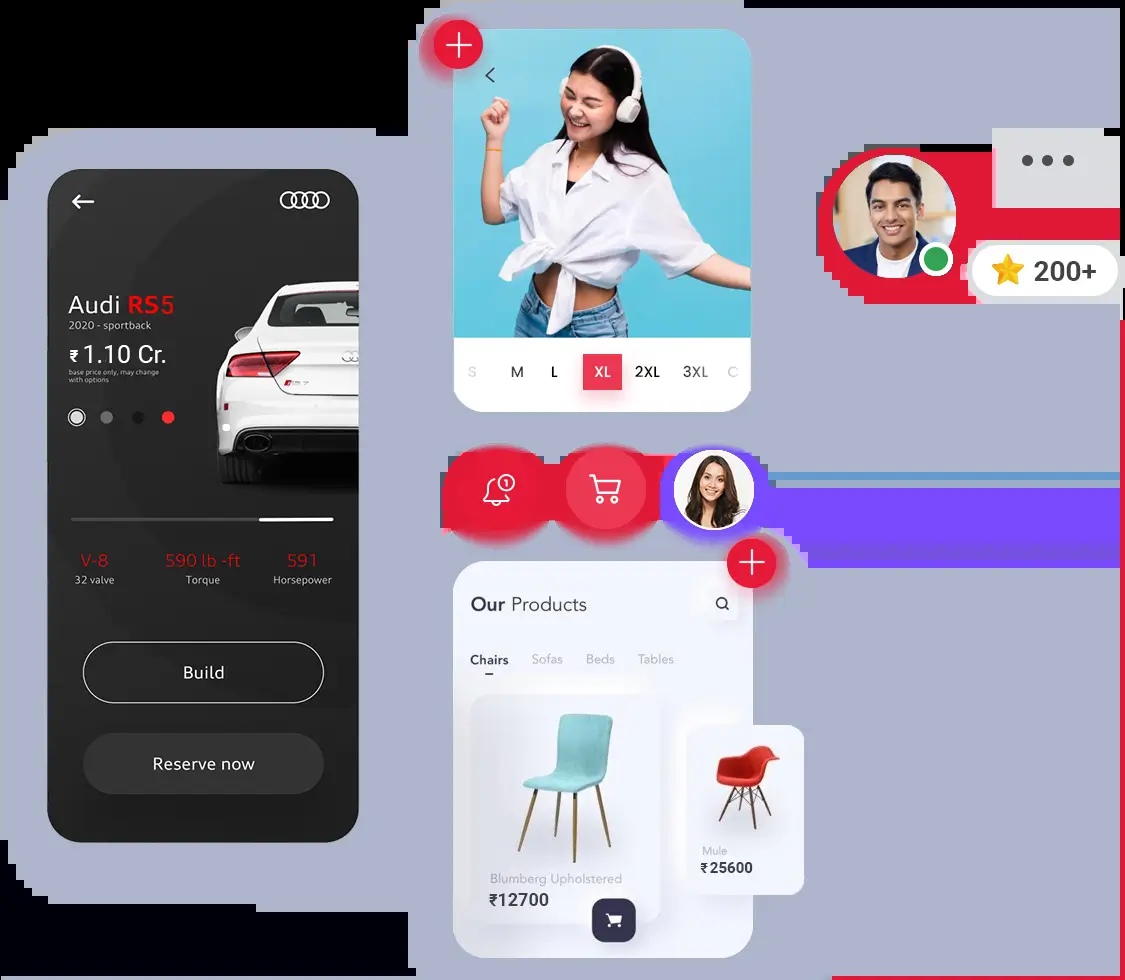 Audi RS5
2020 - sportback
₹ 1.10 Cr.
base price only, may change
with options
V-8
32 valve
590 lb -ft
Torque
591
Horsepower
Build
Reserve now
S M L XL 2XL 3XL C
200+
1
Our Products
Chairs Sofas Beds Tables
Blumberg Upholstered
₹12700
Mule
₹25600